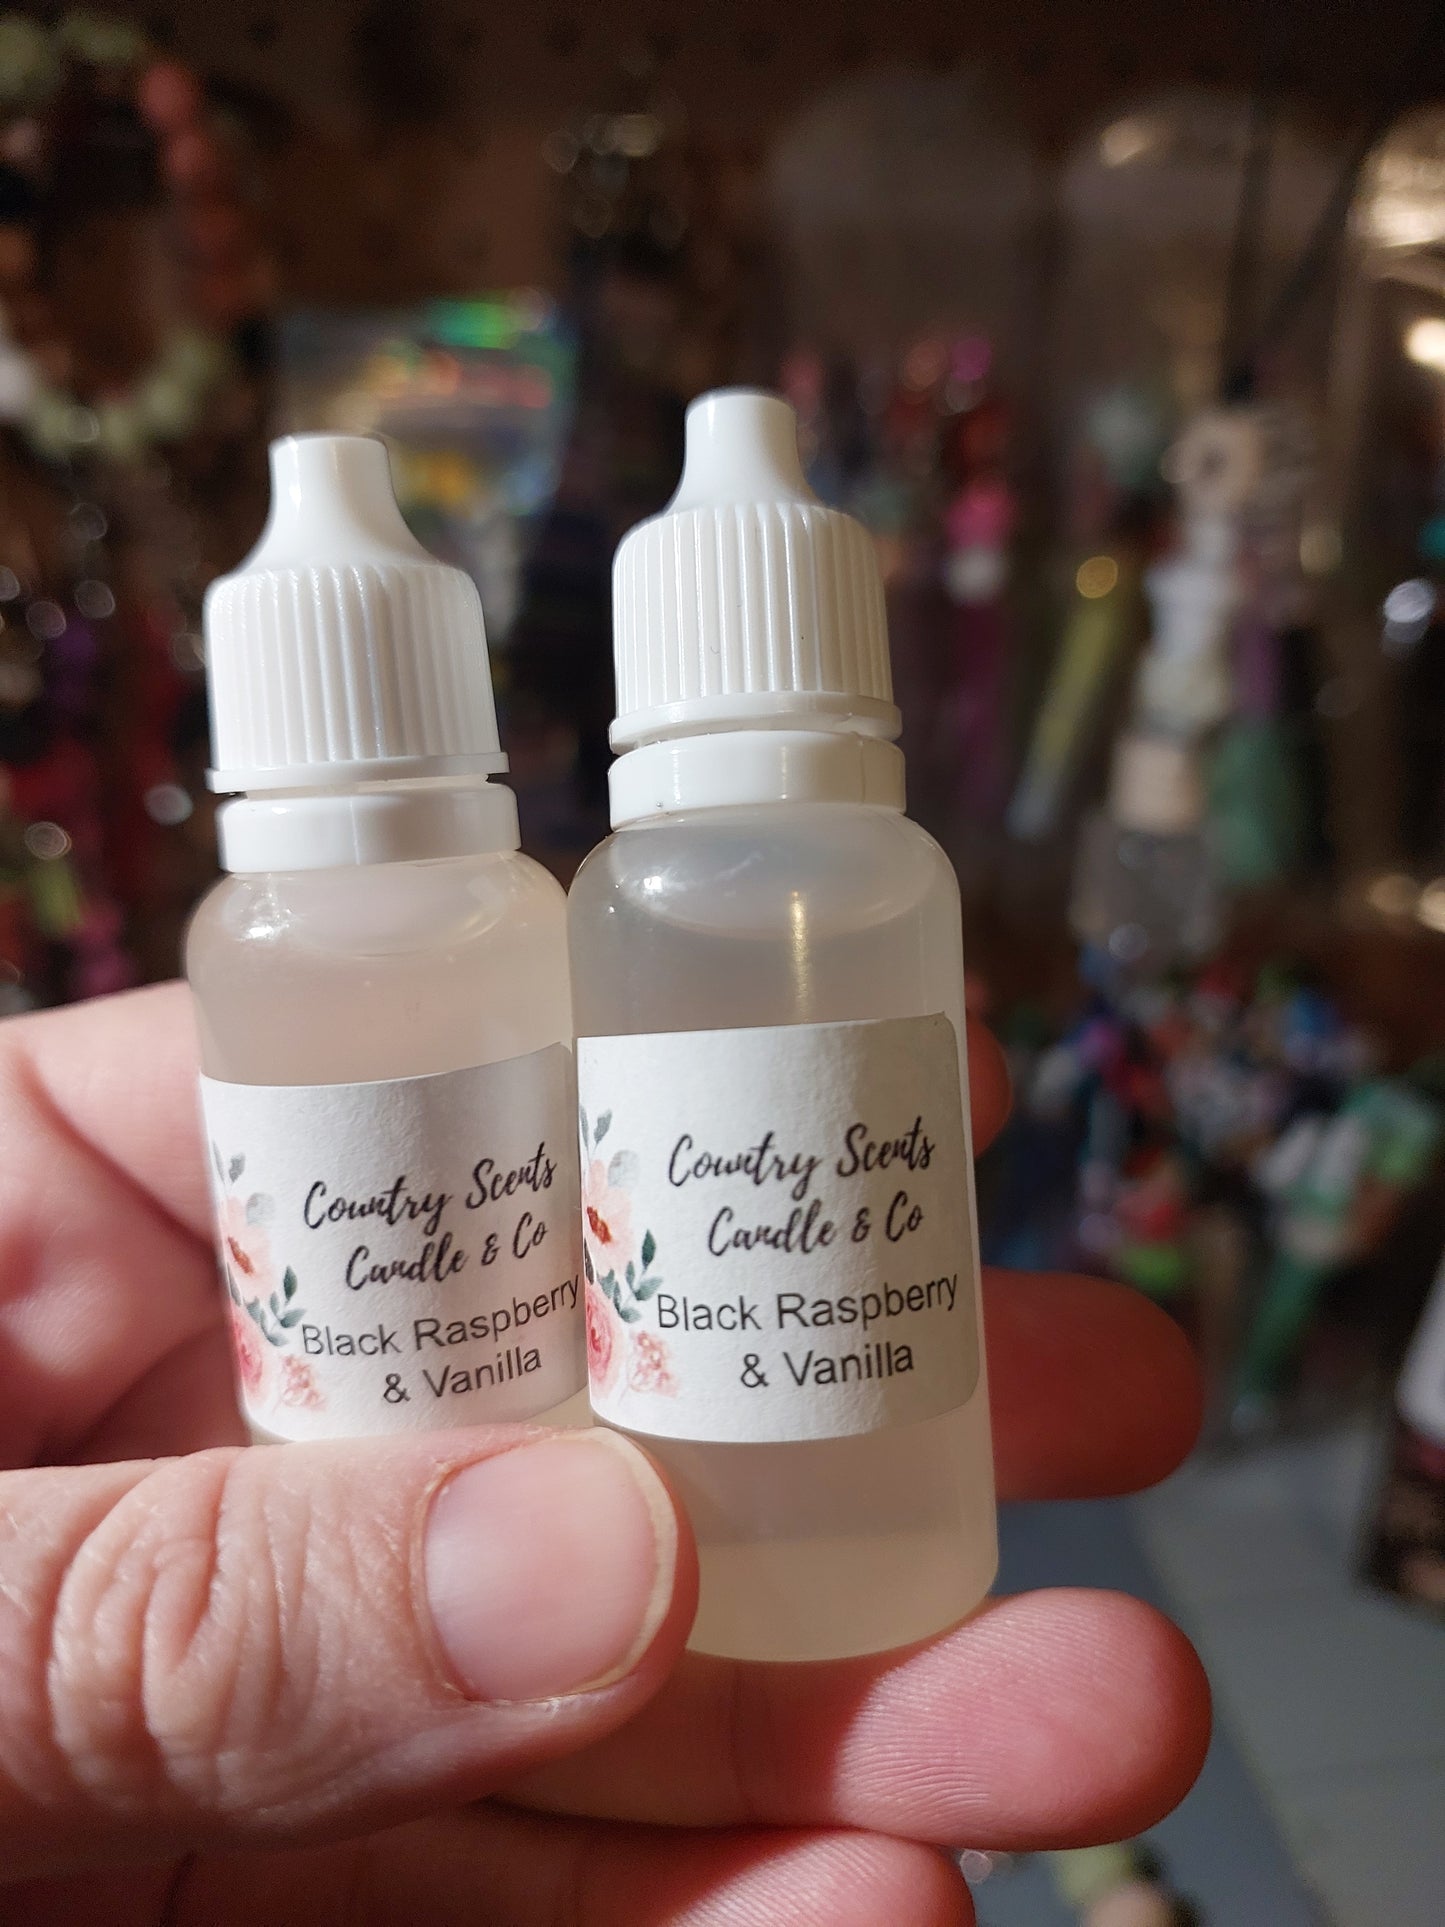 Country Scents
Candle & Co
Black Raspberry
& Vanilla
Country Scents
Candle & Co
Black Raspberry
& Vanilla